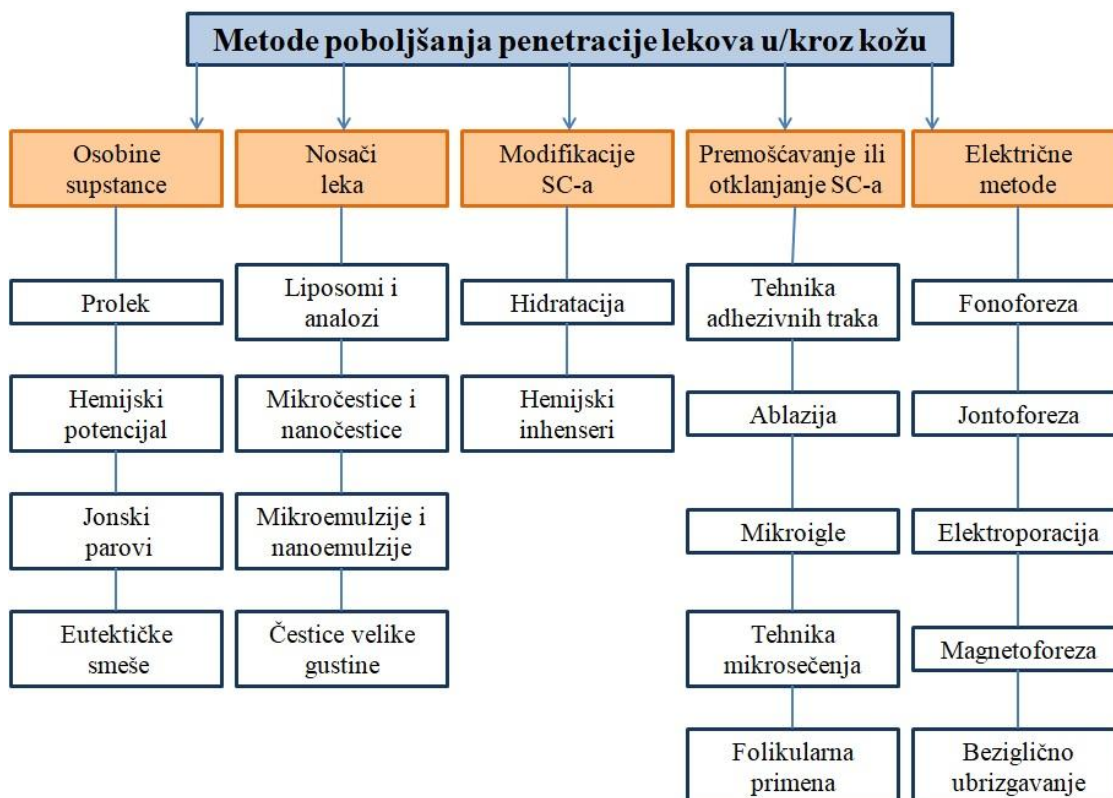 Metode poboljšanja penetracije lekova u/kroz kožu
Osobine
supstance
Nosači
leka
Modifikacije
SC-a
Premošćavanje ili
otklanjanje SC-a
Električne
metode
Prolek
Hemijski
potencijal
Jonski
parovi
Eutektičke
smeše
Liposomi i
analozi
Mikročestice i
nanočestice
Mikroemulzije i
nanoemulzije
Čestice velike
gustine
Hidratacija
Hemijski
inhenseri
Tehnika
adhezivnih traka
Ablazija
Mikroigle
Tehnika
mikrosečenja
Folikularna
primena
Fonoforeza
Jontoforeza
Elektroporacija
Magnetoforeza
Beziglično
ubrizgavanje